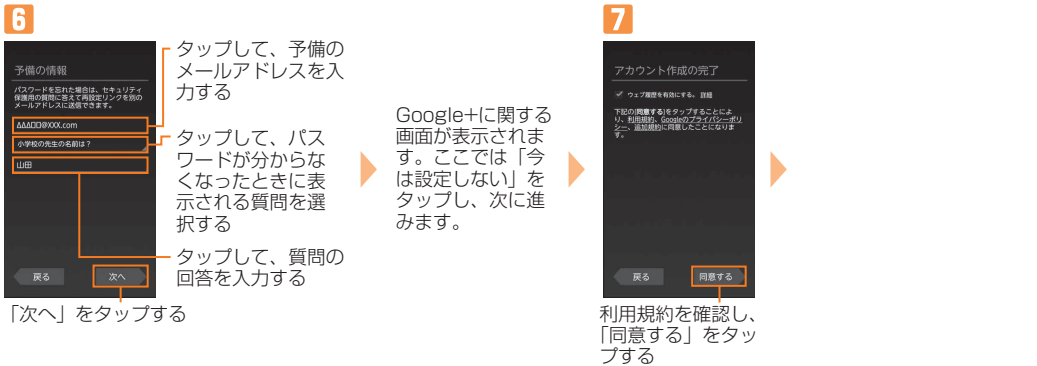 6
予備の情報
パスワードを忘れた場合は、セキュリティ
保護用の質問に答えて再設定リンクを別の
メールアドレスに送信できます。
ΔΔΔ□□@XXX.com
小学校の先生の名前は？
山田
戻る
次へ
タップして、予備の
メールアドレスを入
力する
タップして、パス
ワードが分からな
くなったときに表
示される質問を選
択する
タップして、質問の
回答を入力する
「次へ」をタップする
Google+に関する
画面が表示されま
す。ここでは「今
は設定しない」を
タップし、次に進
みます。
7
アカウント作成の完了
ウェブ履歴を有効にする。 詳細
下記の[同意する]をタップすることによ
り、利用規約、Googleのプライバシーポリ
シー、追加規約に同意したことになりま
す。
戻る
同意する
利用規約を確認し、
「同意する」をタッ
プする